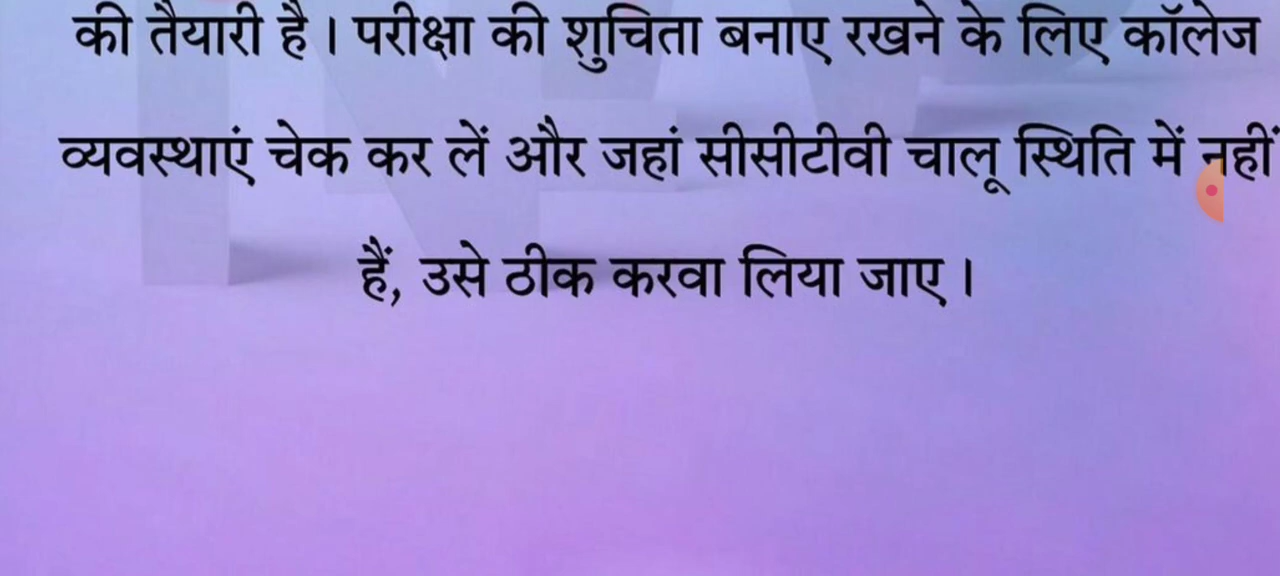 की तैयारी है। परीक्षा की शुचिता बनाए रखने के लिए कॉलेज
व्यवस्थाएं चेक कर लें और जहां सीसीटीवी चालू स्थिति में नहीं
हैं, उसे ठीक करवा लिया जाए।